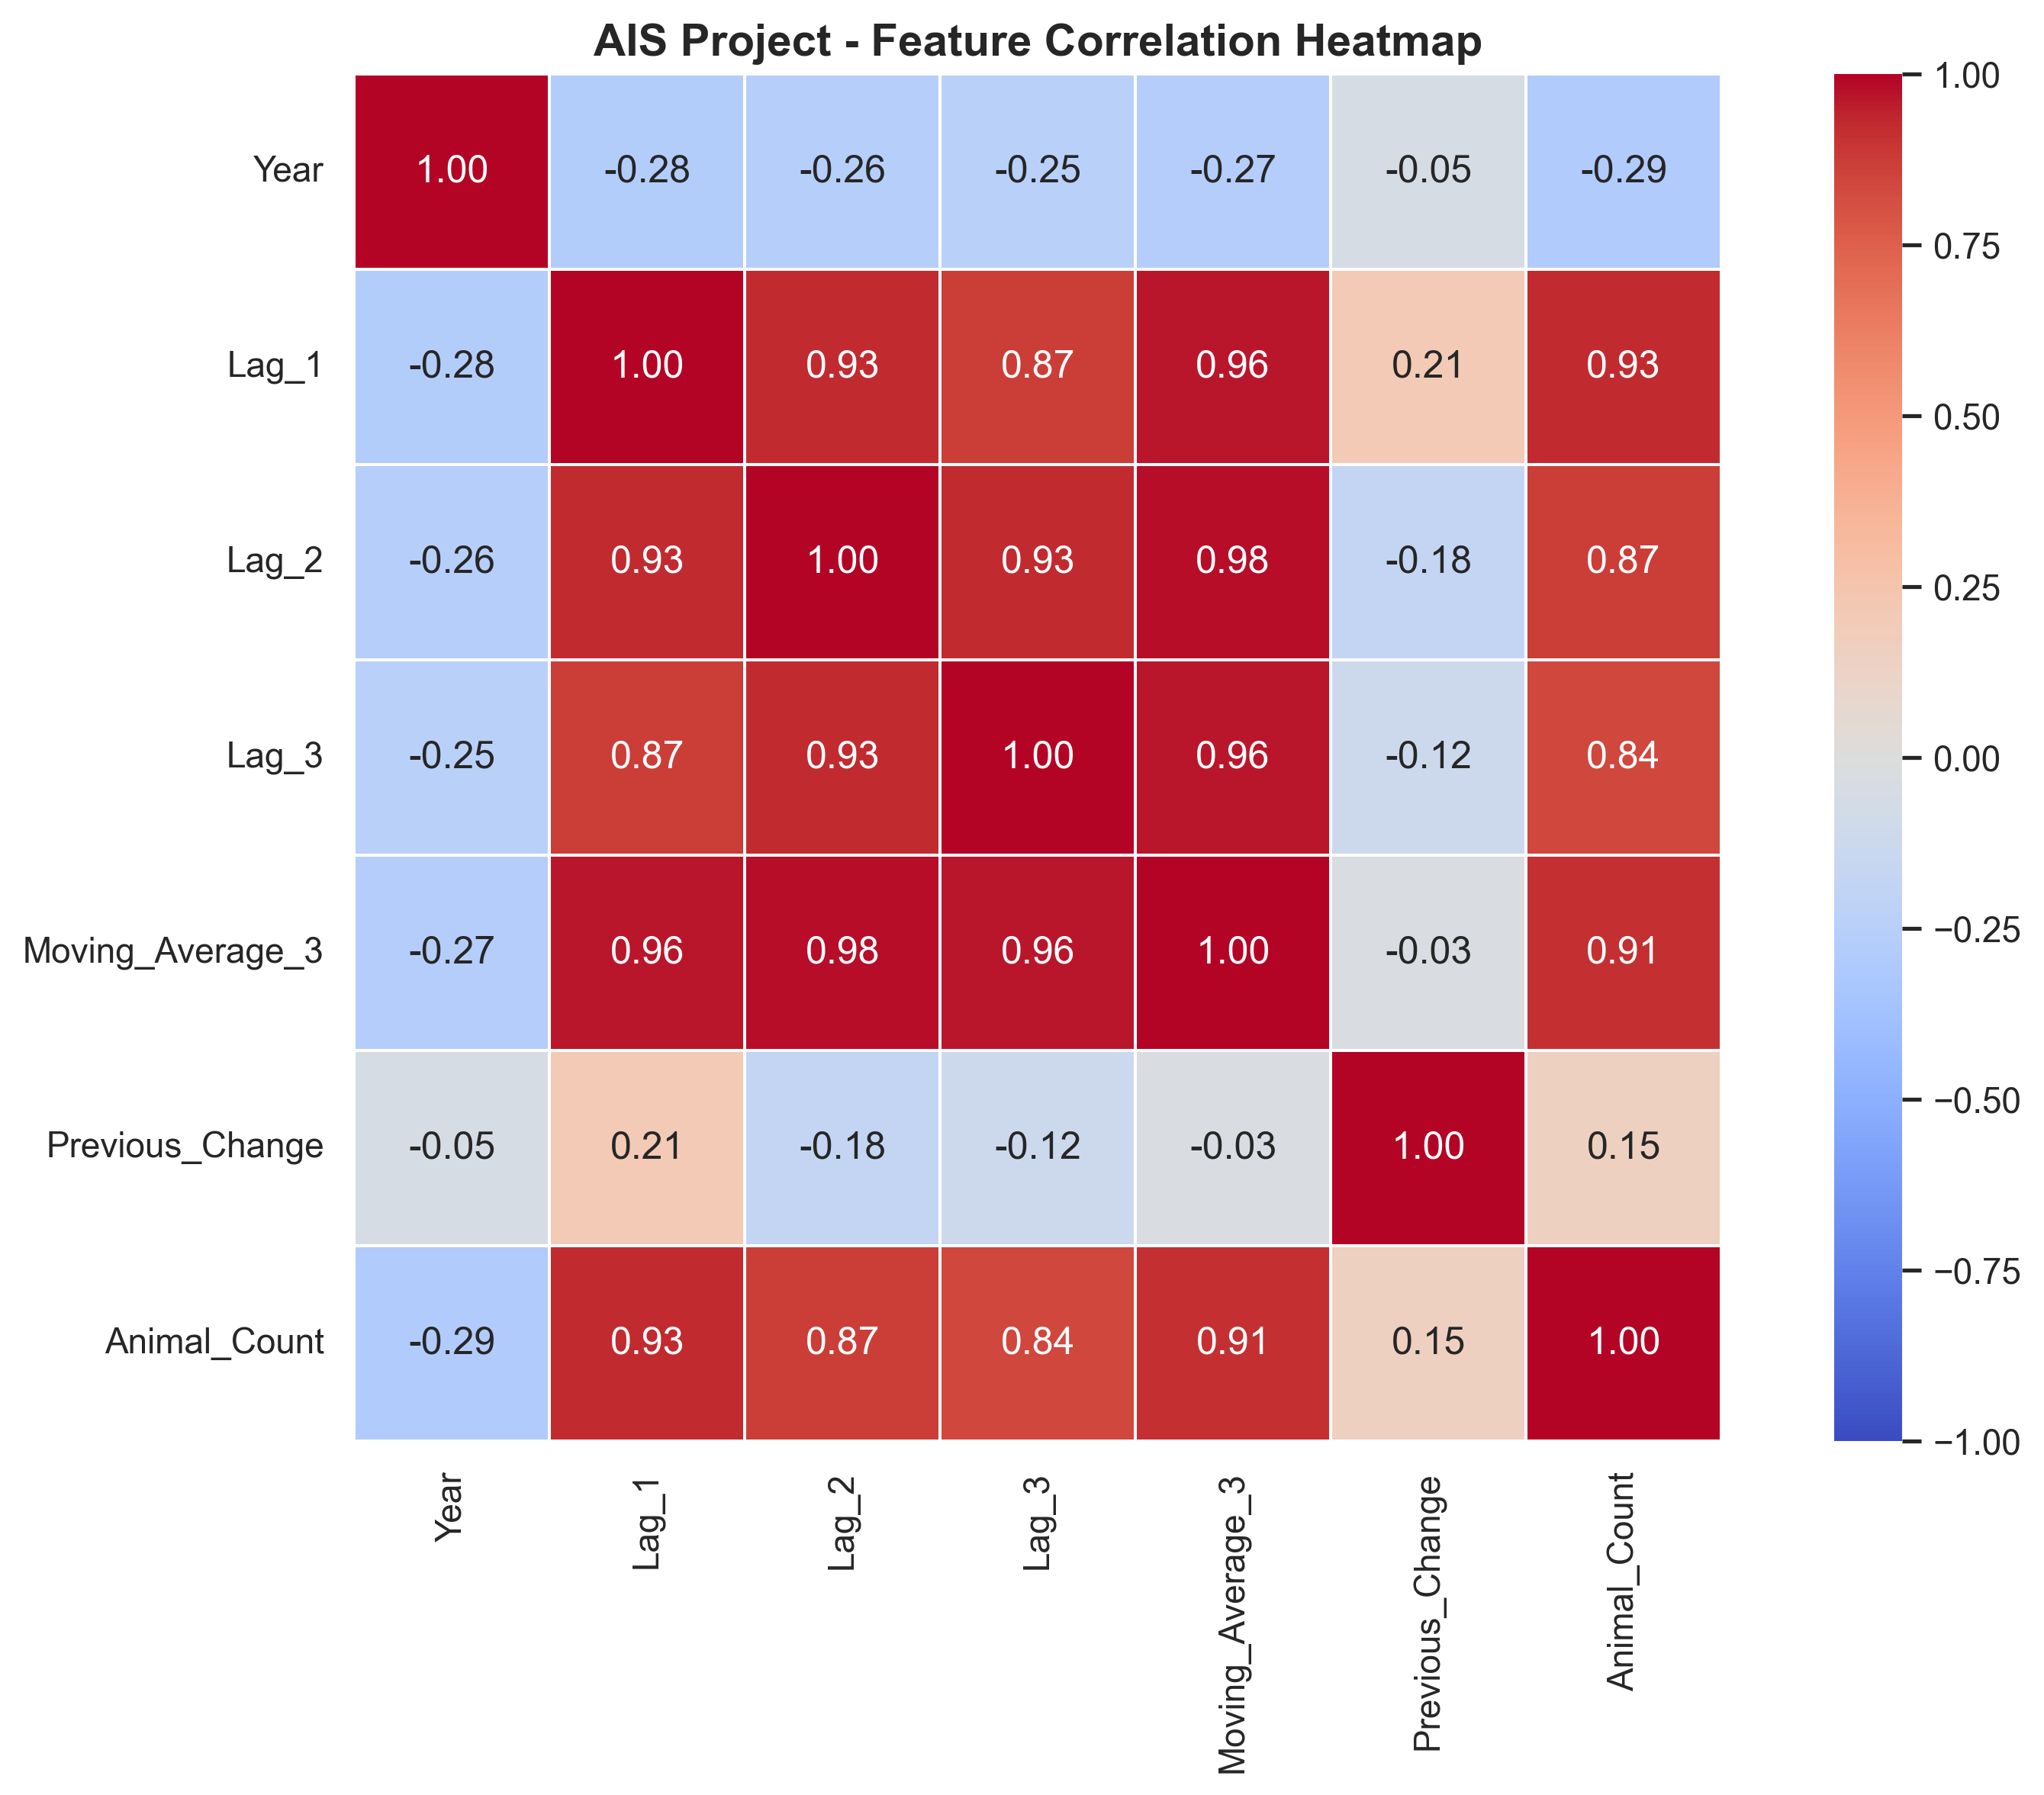 AIS Project - Feature Correlation Heatmap
Year 1.00 -0.28 -0.26 -0.25 -0.27 -0.05 -0.29
Lag_1 -0.28 1.00 0.93 0.87 0.96 0.21 0.93
Lag_2 -0.26 0.93 1.00 0.93 0.98 -0.18 0.87
Lag_3 -0.25 0.87 0.93 1.00 0.96 -0.12 0.84
Moving_Average_3 -0.27 0.96 0.98 0.96 1.00 -0.03 0.91
Previous_Change -0.05 0.21 -0.18 -0.12 -0.03 1.00 0.15
Animal_Count -0.29 0.93 0.87 0.84 0.91 0.15 1.00
Year
Lag_1
Lag_2
Lag_3
Moving_Average_3
Previous_Change
Animal_Count
1.00
0.75
0.50
0.25
0.00
−0.25
−0.50
−0.75
−1.00